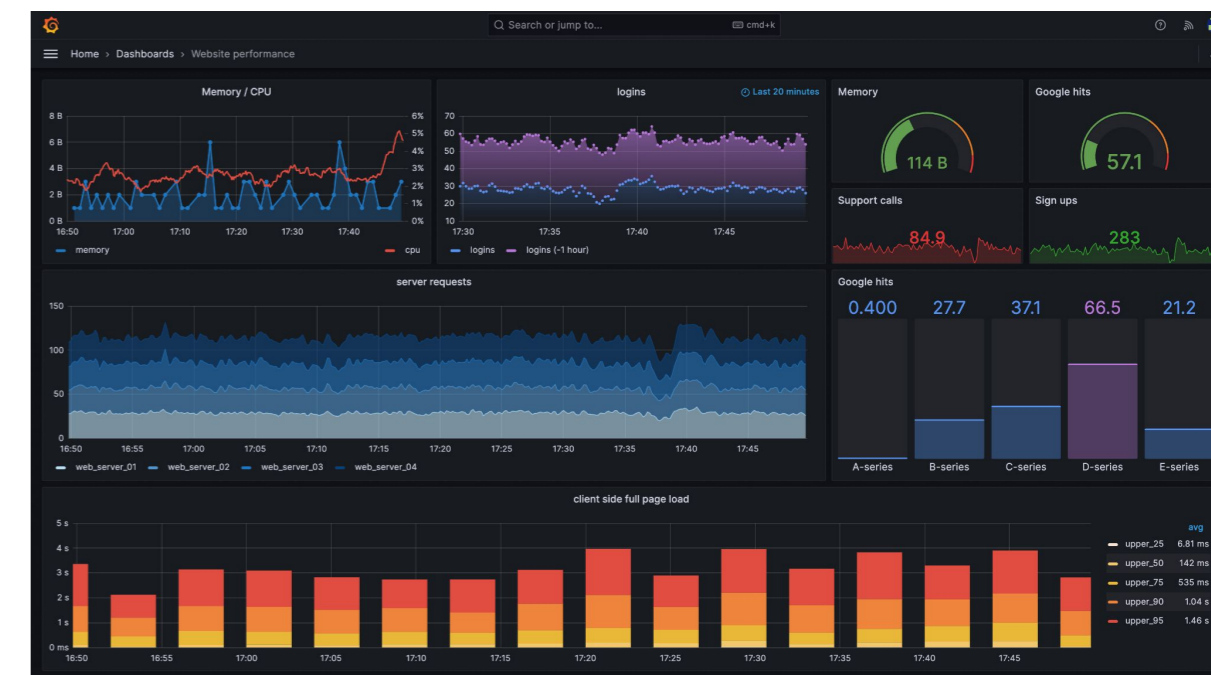 Search or jump to... cmd+k
Home › Dashboards › Website performance
Memory / CPU
8 B
6 B
4 B
2 B
0 B
6%
5%
4%
3%
2%
1%
0%
16:50 17:00 17:10 17:20 17:30 17:40
memory cpu
logins
Last 20 minutes
70
60
50
40
30
20
10
17:30 17:35 17:40 17:45
logins logins (-1 hour)
Memory
114 B
Google hits
57.1
Support calls
84.9
Sign ups
283
server requests
150
100
50
0
16:50 16:55 17:00 17:05 17:10 17:15 17:20 17:25 17:30 17:35 17:40 17:45
web_server_01 web_server_02 web_server_03 web_server_04
Google hits
0.400 27.7 37.1 66.5 21.2
A-series B-series C-series D-series E-series
client side full page load
5 s
4 s
3 s
2 s
1 s
0 ms
16:50 16:55 17:00 17:05 17:10 17:15 17:20 17:25 17:30 17:35 17:40 17:45
avg
upper_25 6.81 ms
upper_50 142 ms
upper_75 535 ms
upper_90 1.04 s
upper_95 1.46 s